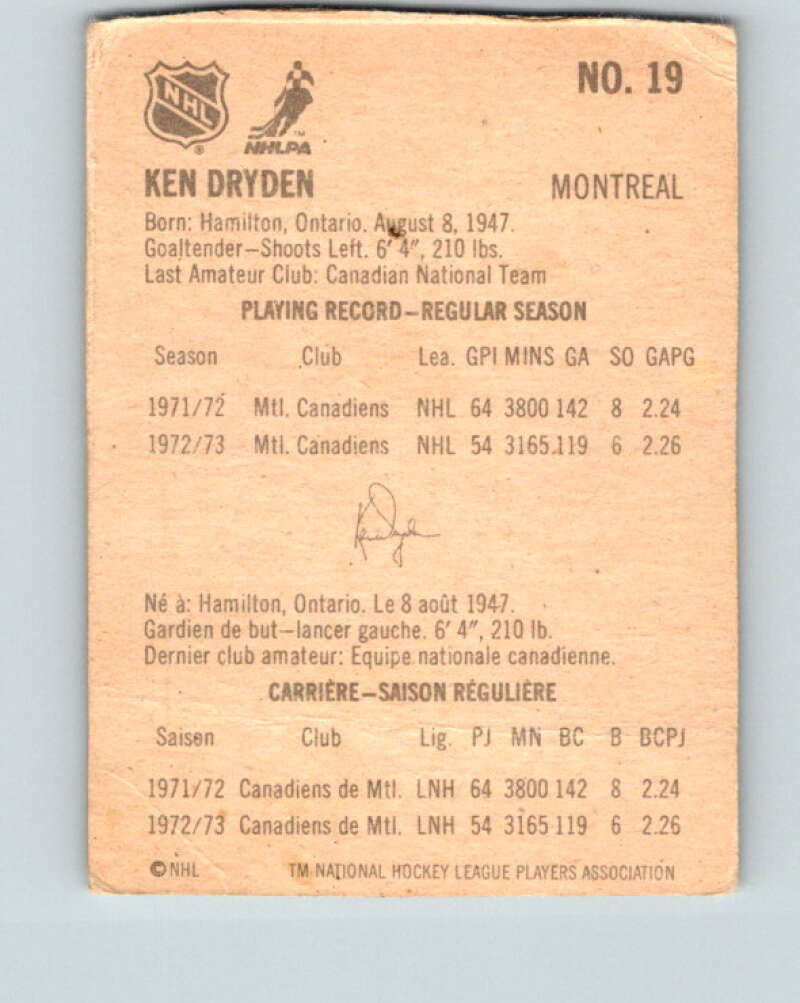 NHL
NHLPA
NO. 19
KEN DRYDEN MONTREAL
Born: Hamilton, Ontario. August 8, 1947.
Goaltender—Shoots Left. 6′ 4″, 210 lbs.
Last Amateur Club: Canadian National Team
PLAYING RECORD—REGULAR SEASON
Season Club Lea. GPI MINS GA SO GAPG
1971/72 Mtl. Canadiens NHL 64 3800 142 8 2.24
1972/73 Mtl. Canadiens NHL 54 3165 119 6 2.26
Ken Dryden
Né à: Hamilton, Ontario. Le 8 août 1947.
Gardien de but—lancer gauche. 6′ 4″, 210 lb.
Dernier club amateur: Equipe nationale canadienne.
CARRIÈRE—SAISON RÉGULIÈRE
Saison Club Lig. PJ MN BC B BCPJ
1971/72 Canadiens de Mtl. LNH 64 3800 142 8 2.24
1972/73 Canadiens de Mtl. LNH 54 3165 119 6 2.26
©NHL TM NATIONAL HOCKEY LEAGUE PLAYERS ASSOCIATION